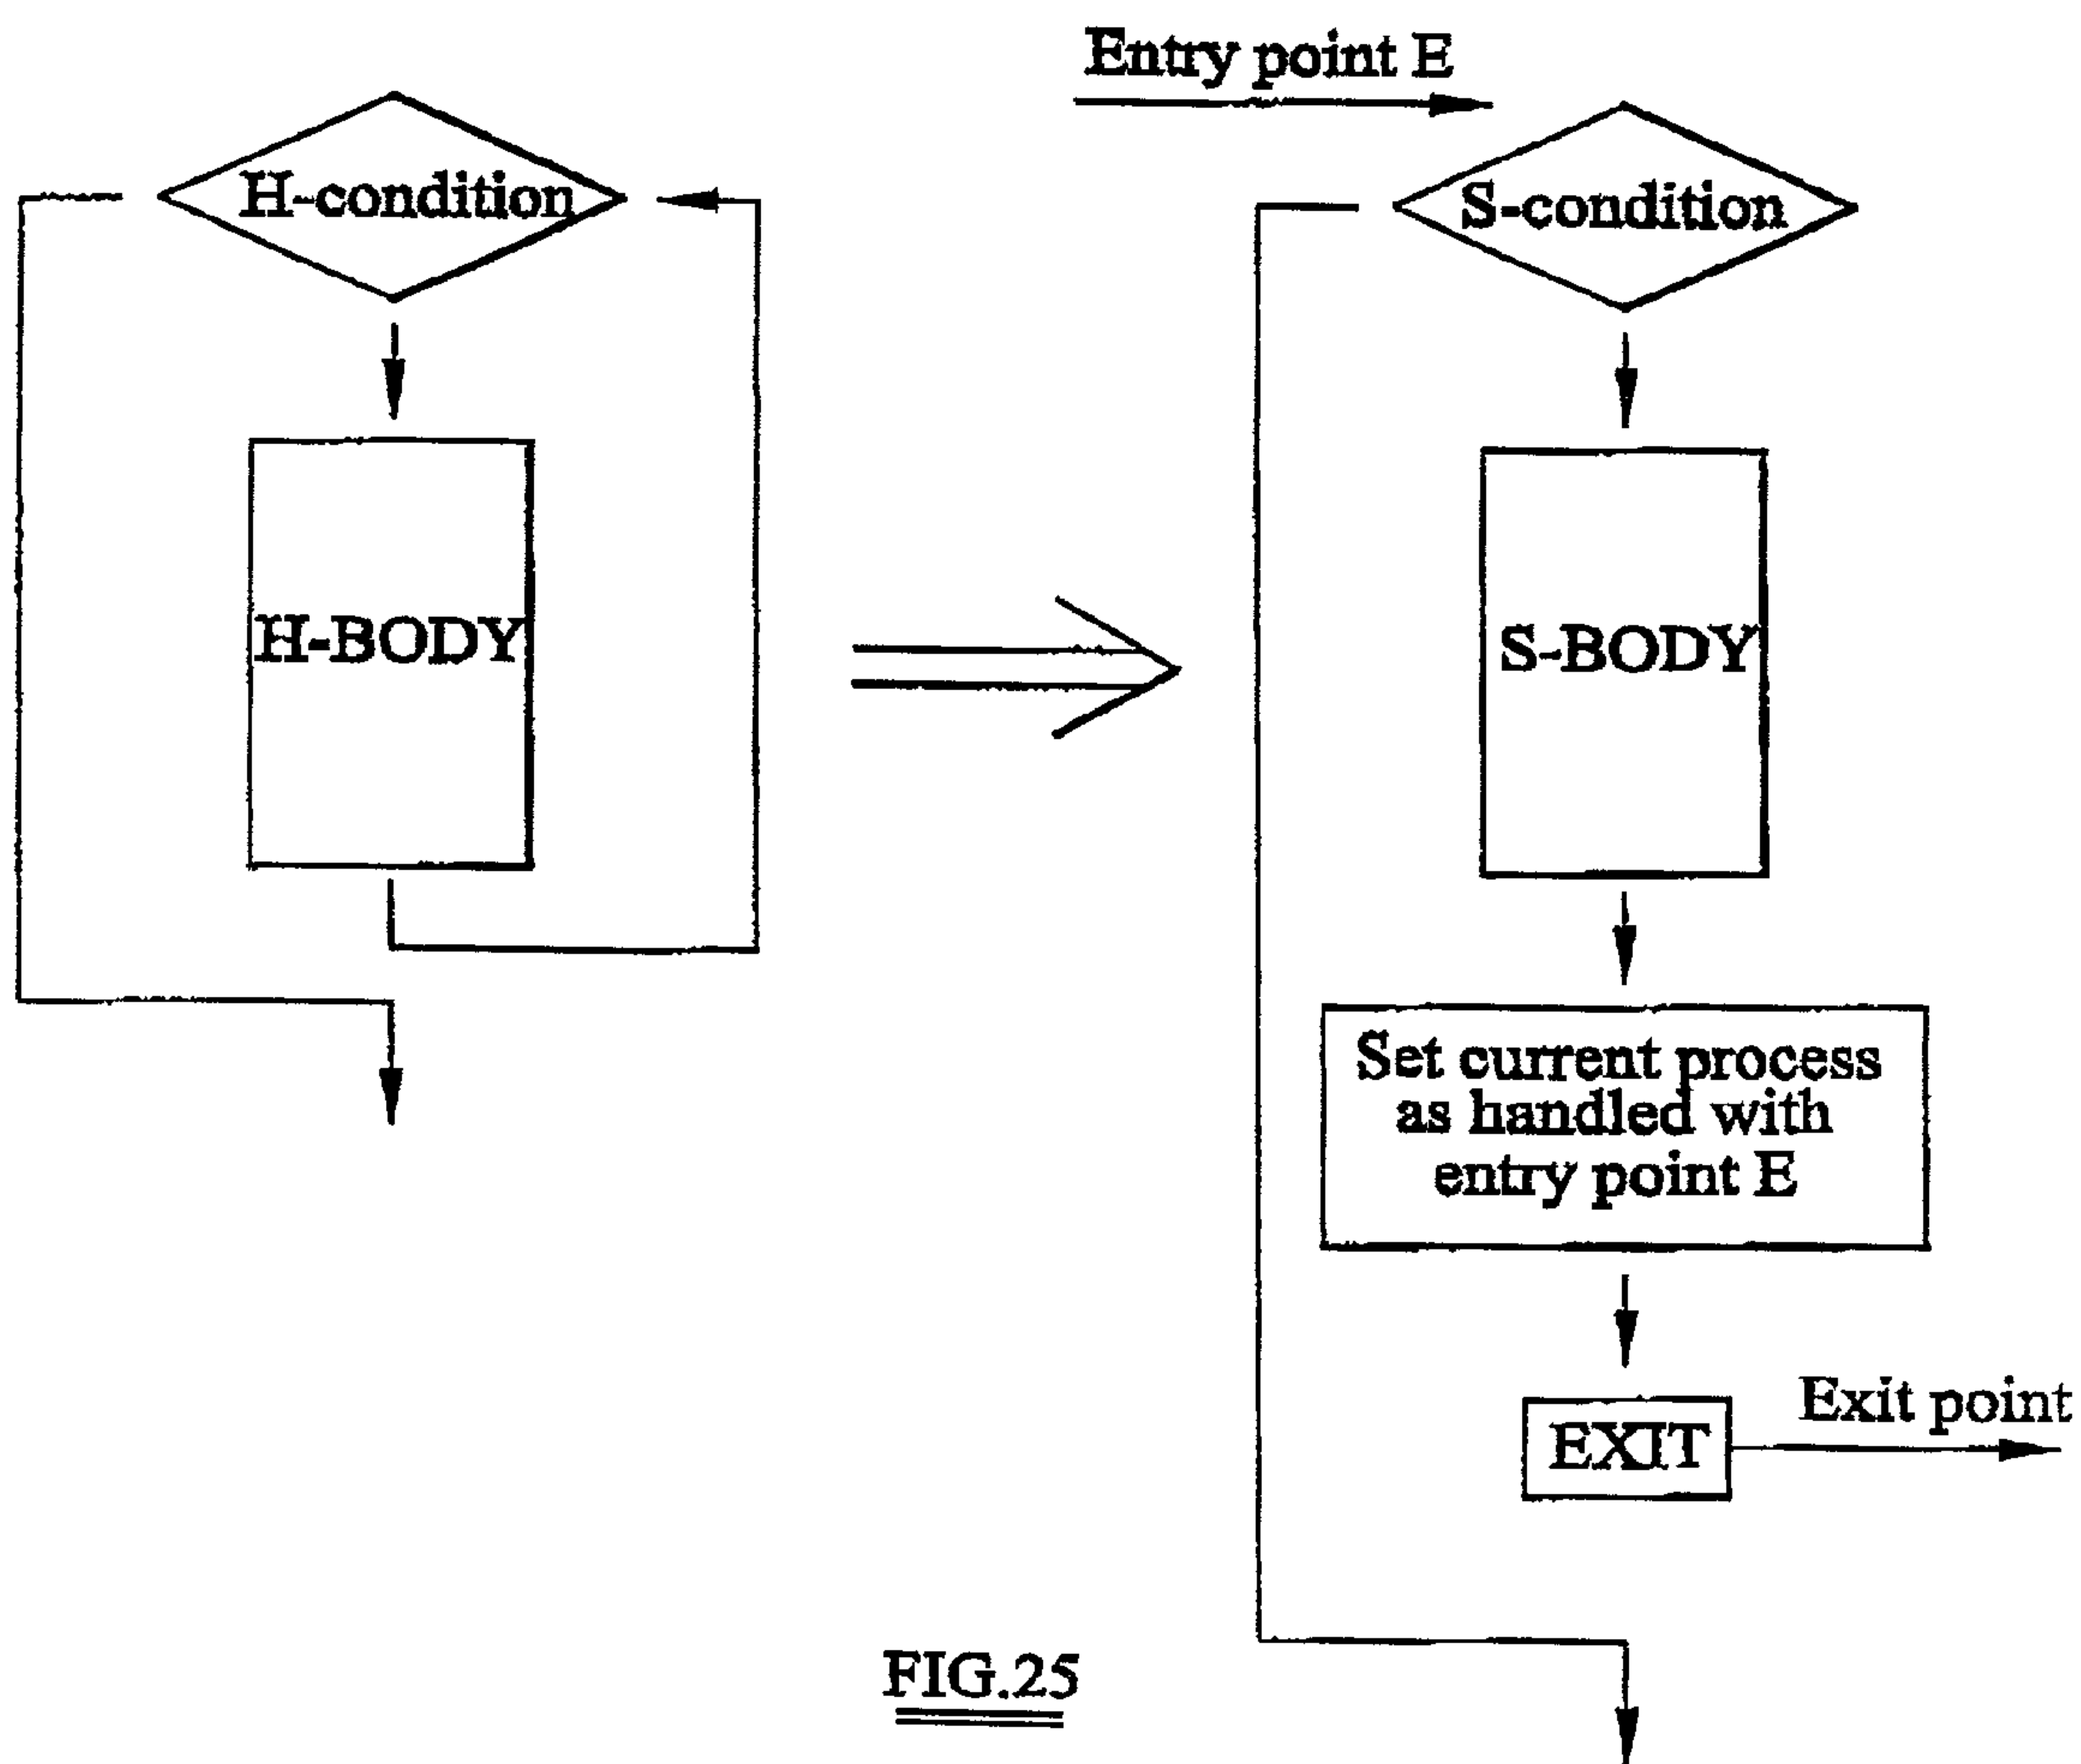 H-condition
H-BODY
Entry point E
S-condition
S-BODY
Set current process
as handled with
entry point E
EXIT
Exit point
FIG.25